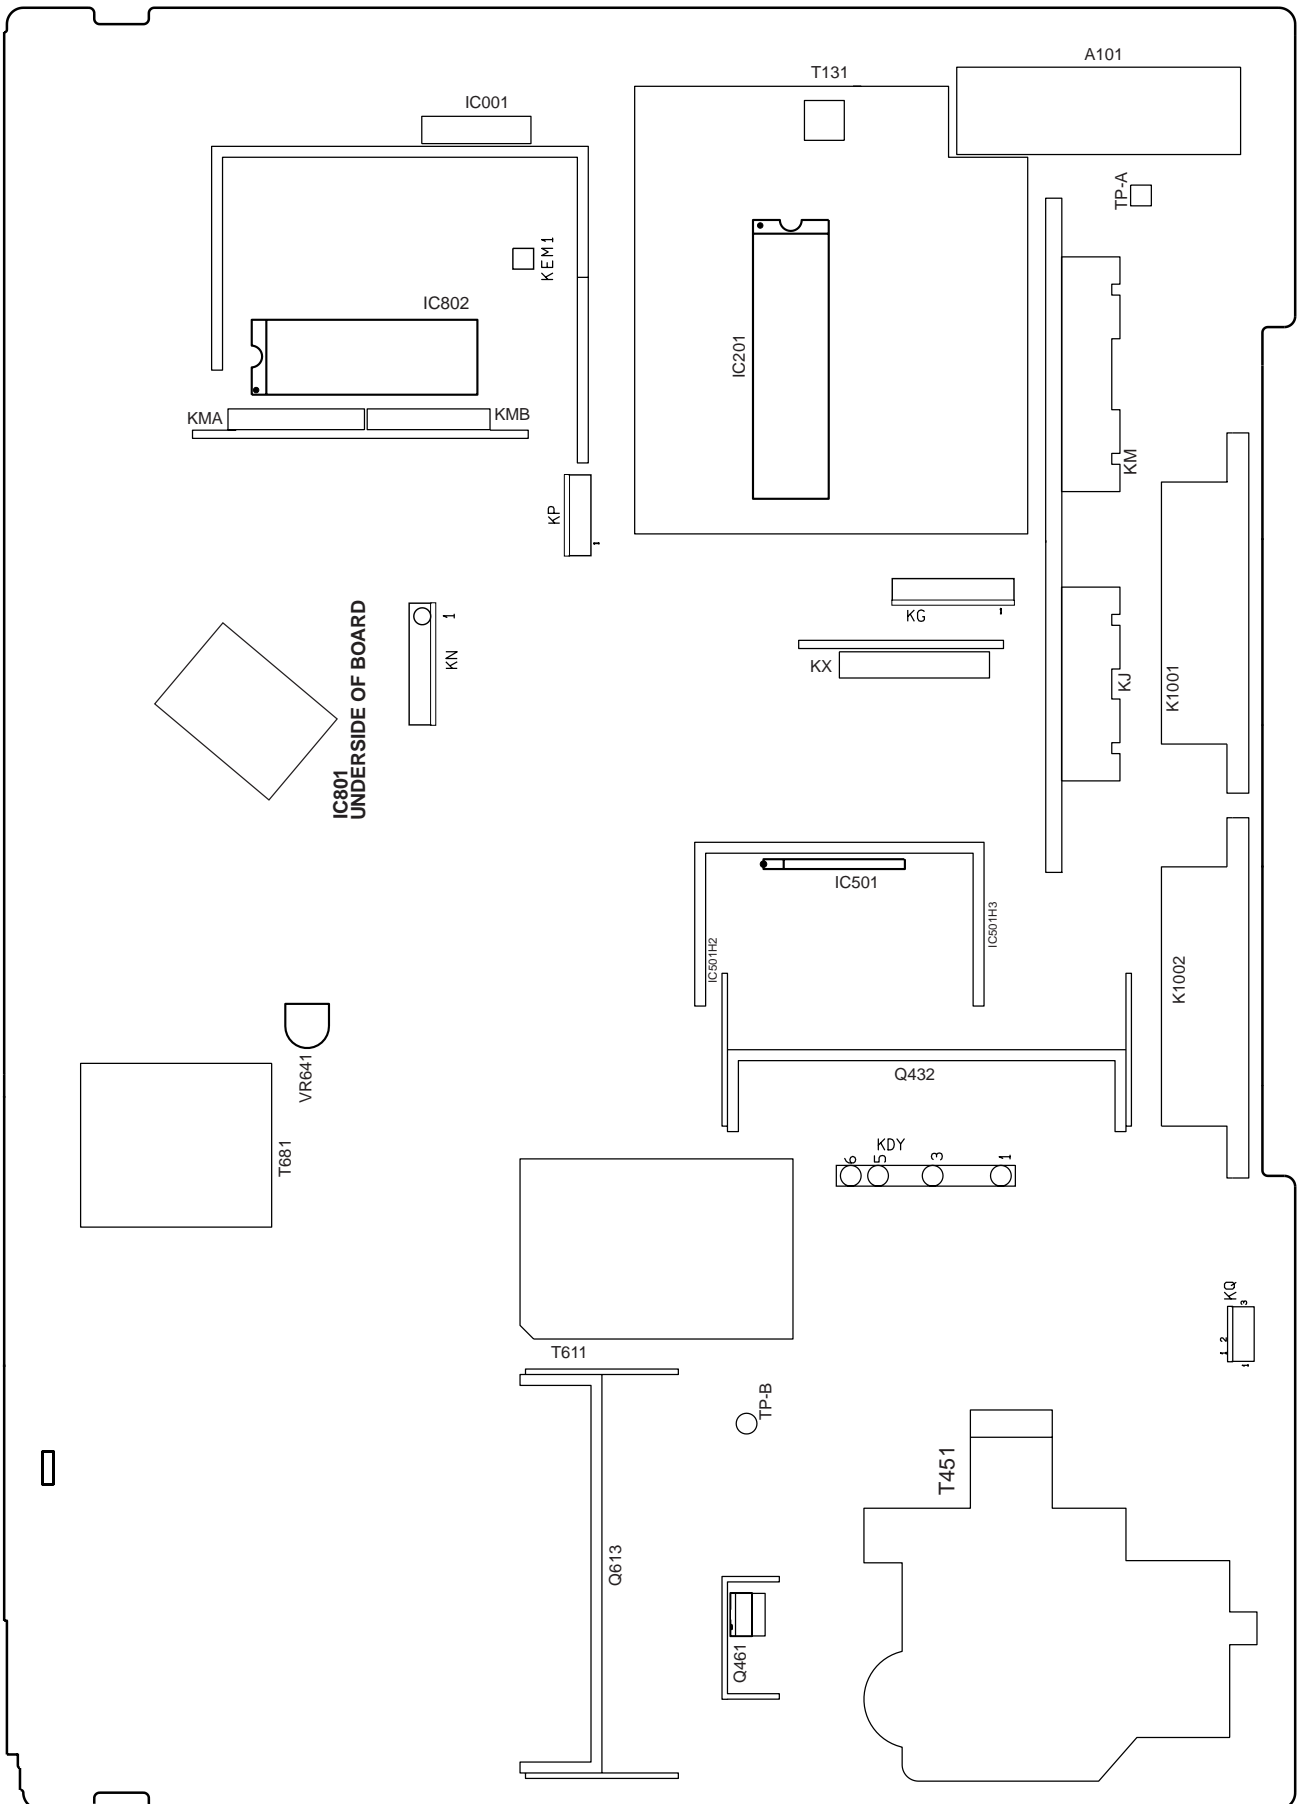 A101
T131
IC001
TP-A
KEM1
IC802
IC201
KMA
KMB
KM
KP
1
KG
1
KN
1
KX
KJ
K1001
IC801
UNDERSIDE OF BOARD
IC501
IC501H2
IC501H3
K1002
VR641
Q432
T681
KDY
6
5
3
1
KQ
3
1 2
1
T611
TP-B
T451
Q613
Q461